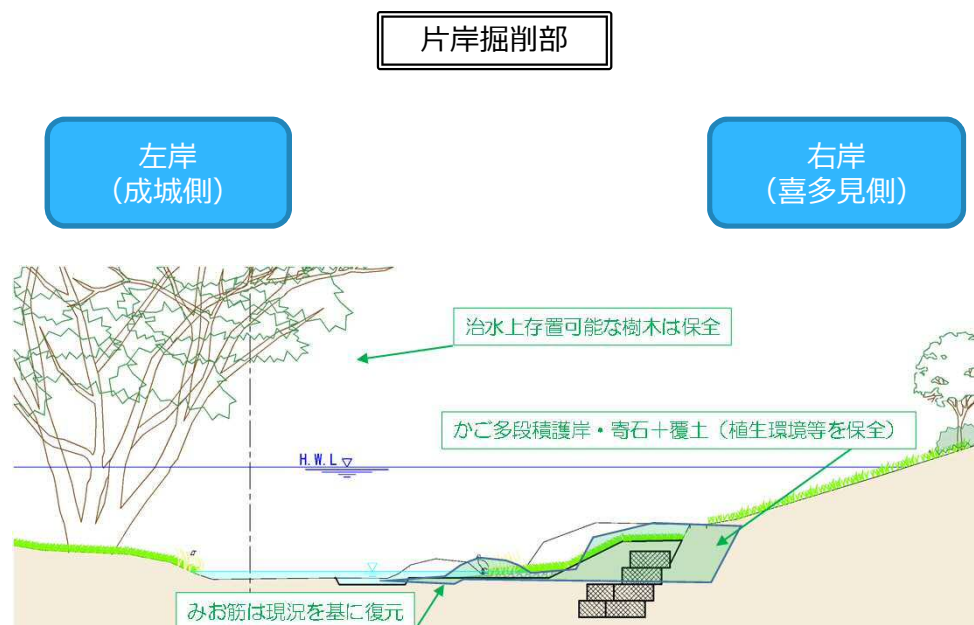 片岸掘削部
左岸
（成城側）
右岸
（喜多見側）
治水上存置可能な樹木は保全
かご多段積護岸・寄石＋覆土（植生環境等を保全）
H.W.L
みお筋は現況を基に復元